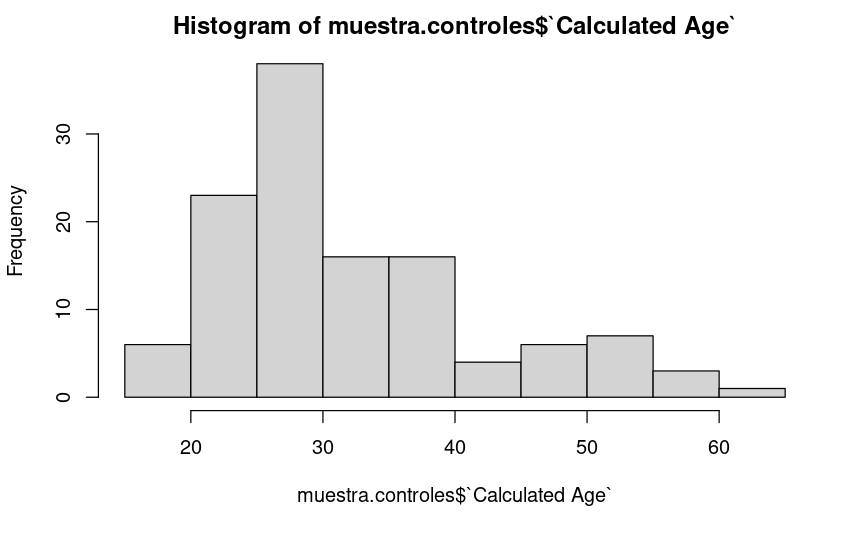 Histogram of muestra.controles$`Calculated Age`
Frequency
30
20
10
0
20 30 40 50 60
muestra.controles$`Calculated Age`